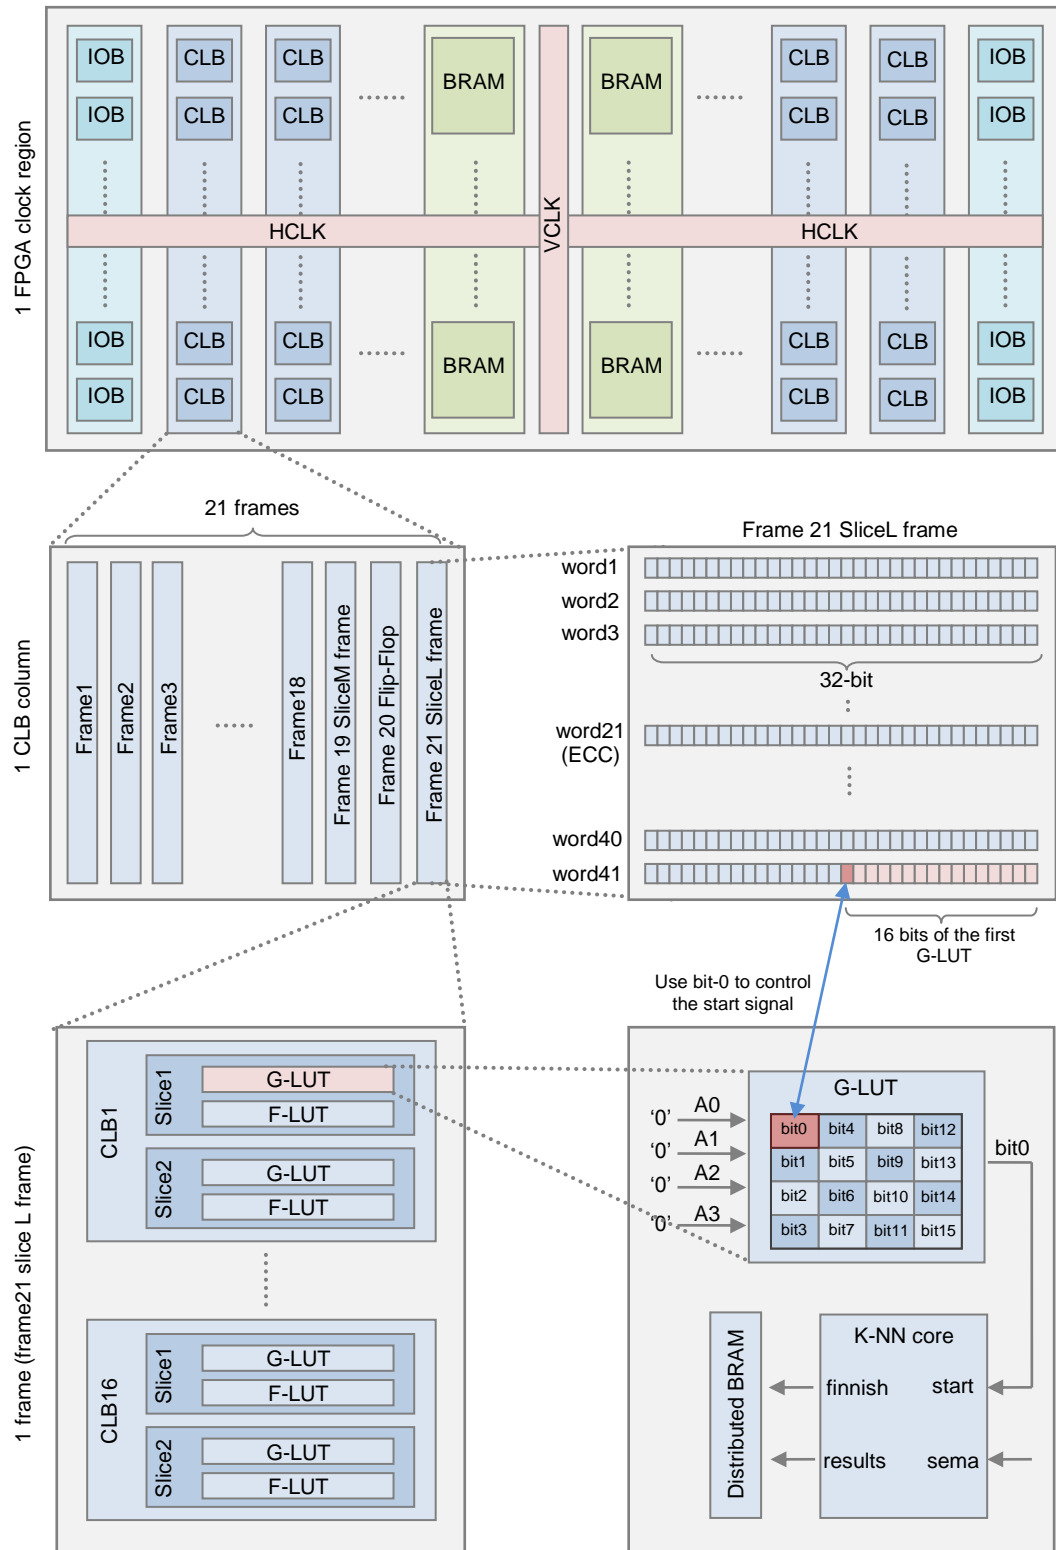 1 FPGA clock region
IOB CLB CLB BRAM BRAM CLB CLB IOB
IOB CLB CLB CLB CLB IOB
HCLK VCLK HCLK
IOB CLB CLB BRAM BRAM CLB CLB IOB
IOB CLB CLB CLB CLB IOB
21 frames
1 CLB column
Frame1
Frame2
Frame3
Frame18
Frame 19 SliceM frame
Frame 20 Flip-Flop
Frame 21 SliceL frame
Frame 21 SliceL frame
word1
word2
word3
32-bit
word21
(ECC)
word40
word41
16 bits of the first
G-LUT
Use bit-0 to control
the start signal
1 frame (frame21 slice L frame)
CLB1
Slice1
G-LUT
F-LUT
Slice2
G-LUT
F-LUT
CLB16
Slice1
G-LUT
F-LUT
Slice2
G-LUT
F-LUT
G-LUT
‘0’ A0
‘0’ A1
‘0’ A2
‘0’ A3
bit0 bit4 bit8 bit12
bit1 bit5 bit9 bit13
bit2 bit6 bit10 bit14
bit3 bit7 bit11 bit15
bit0
Distributed BRAM
K-NN core
finnish start
results sema